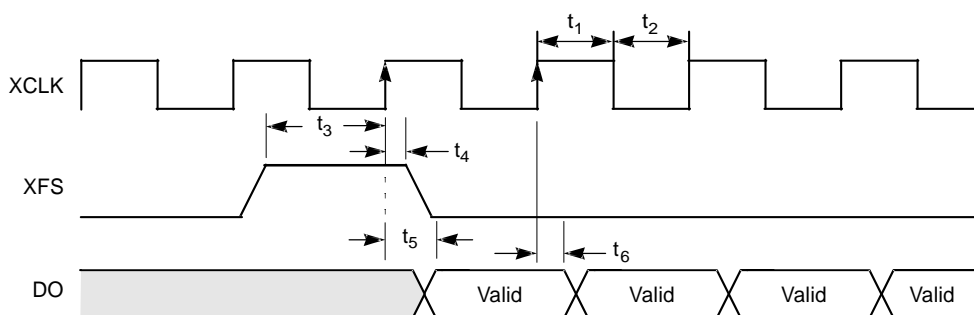 t1 t2
XCLK
t3
t4
XFS
t5
t6
DO Valid Valid Valid Valid